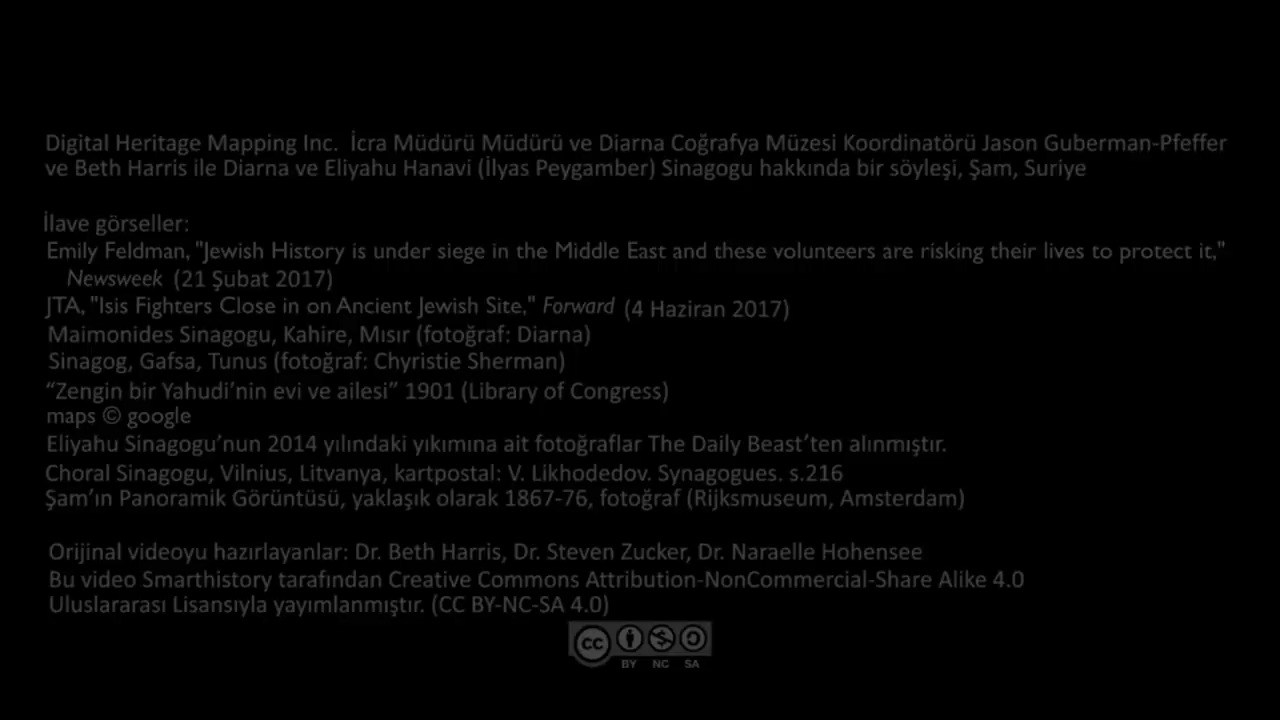 Digital Heritage Mapping Inc. İcra Müdürü Müdürü ve Diarna Coğrafya Müzesi Koordinatörü Jason Guberman-Pfeffer
ve Beth Harris ile Diarna ve Eliyahu Hanavi (İlyas Peygamber) Sinagogu hakkında bir söyleşi, Şam, Suriye
İlave görseller:
Emily Feldman, "Jewish History is under siege in the Middle East and these volunteers are risking their lives to protect it,"
Newsweek (21 Şubat 2017)
JTA, "Isis Fighters Close in on Ancient Jewish Site," Forward (4 Haziran 2017)
Maimonides Sinagogu, Kahire, Mısır (fotoğraf: Diarna)
Sinagog, Gafsa, Tunus (fotoğraf: Chyristie Sherman)
“Zengin bir Yahudi’nin evi ve ailesi” 1901 (Library of Congress)
maps © google
Eliyahu Sinagogu’nun 2014 yılındaki yıkımına ait fotoğraflar The Daily Beast’ten alınmıştır.
Choral Sinagogu, Vilnius, Litvanya, kartpostal: V. Likhodedov. Synagogues. s.216
Şam’ın Panoramik Görüntüsü, yaklaşık olarak 1867-76, fotoğraf (Rijksmuseum, Amsterdam)
Orijinal videoyu hazırlayanlar: Dr. Beth Harris, Dr. Steven Zucker, Dr. Naraelle Hohensee
Bu video Smarthistory tarafından Creative Commons Attribution-NonCommercial-Share Alike 4.0
Uluslararası Lisansıyla yayımlanmıştır. (CC BY-NC-SA 4.0)
cc
BY NC SA